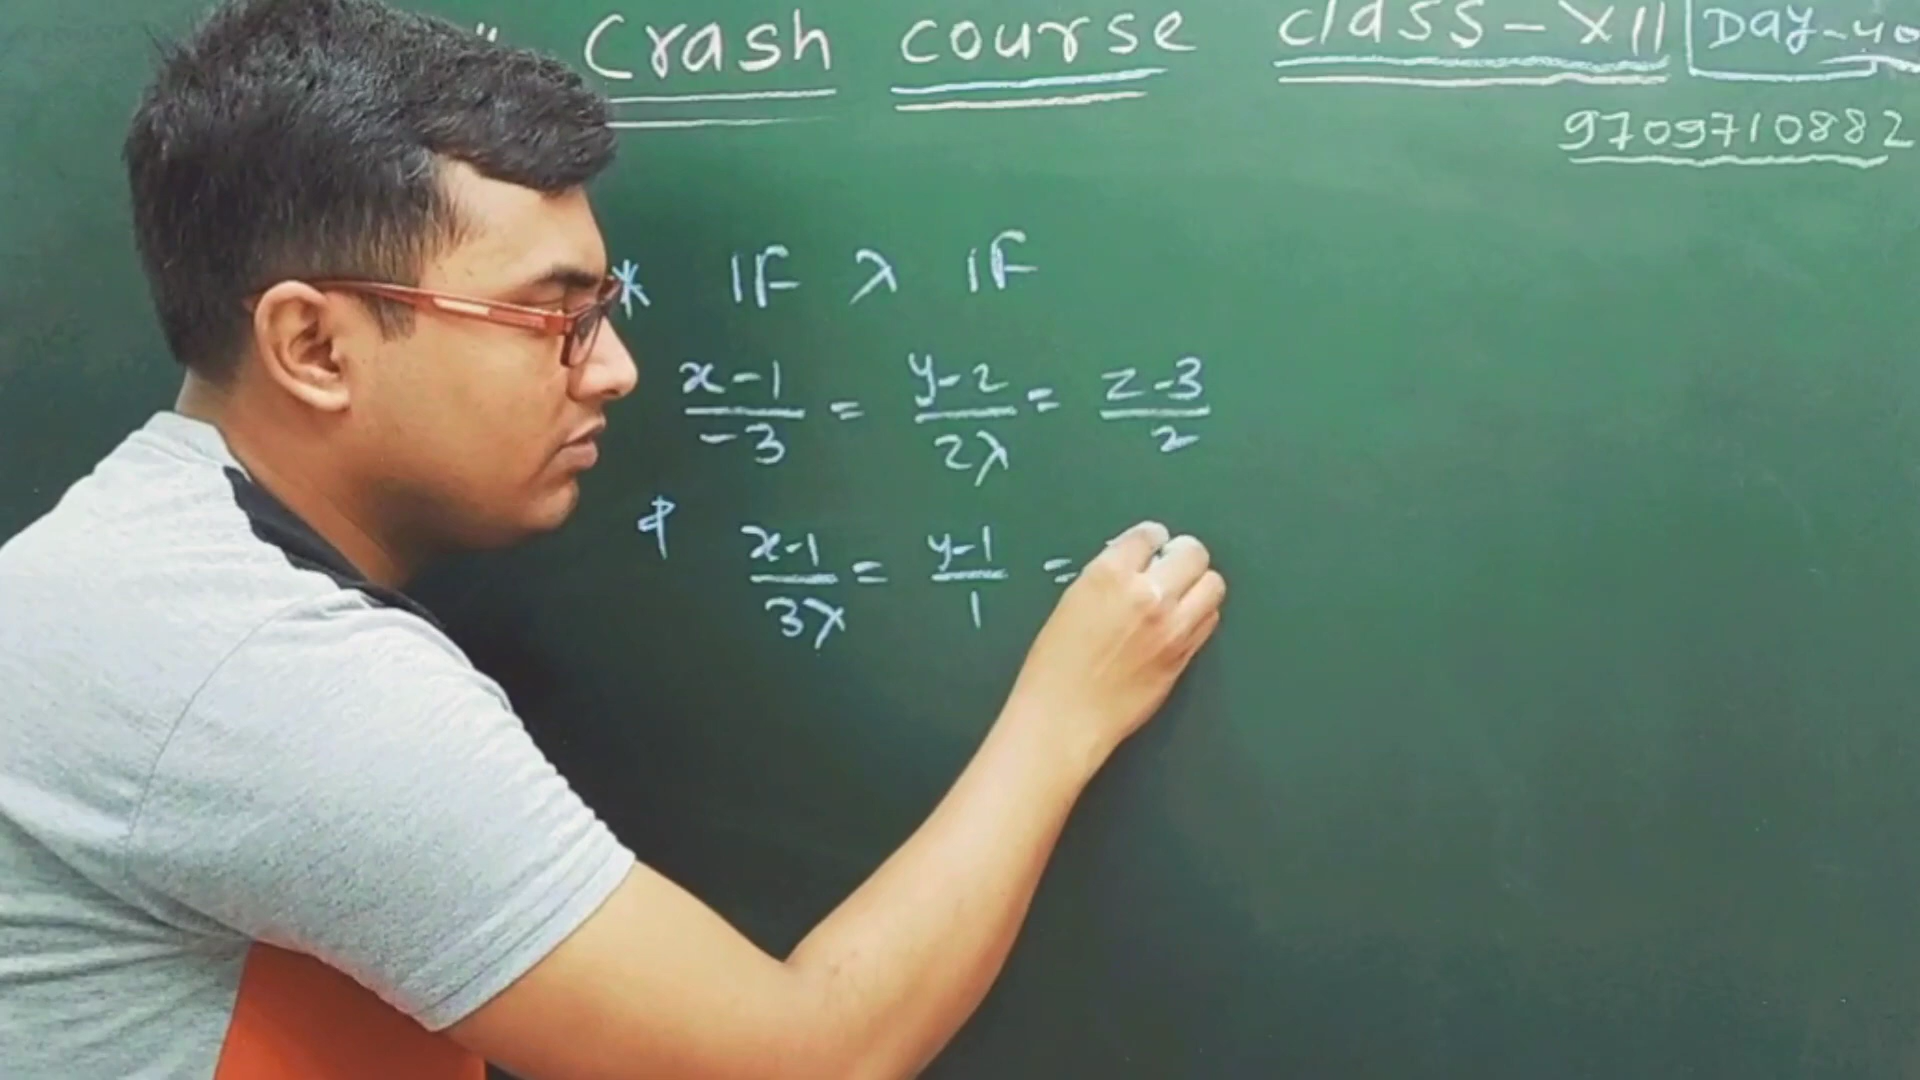 " Crash course class-XII Day-40
9709710882
* IF λ IF
x-1/-3 = y-2/2λ = z-3/2
φ x-1/3λ = y-1/1 =